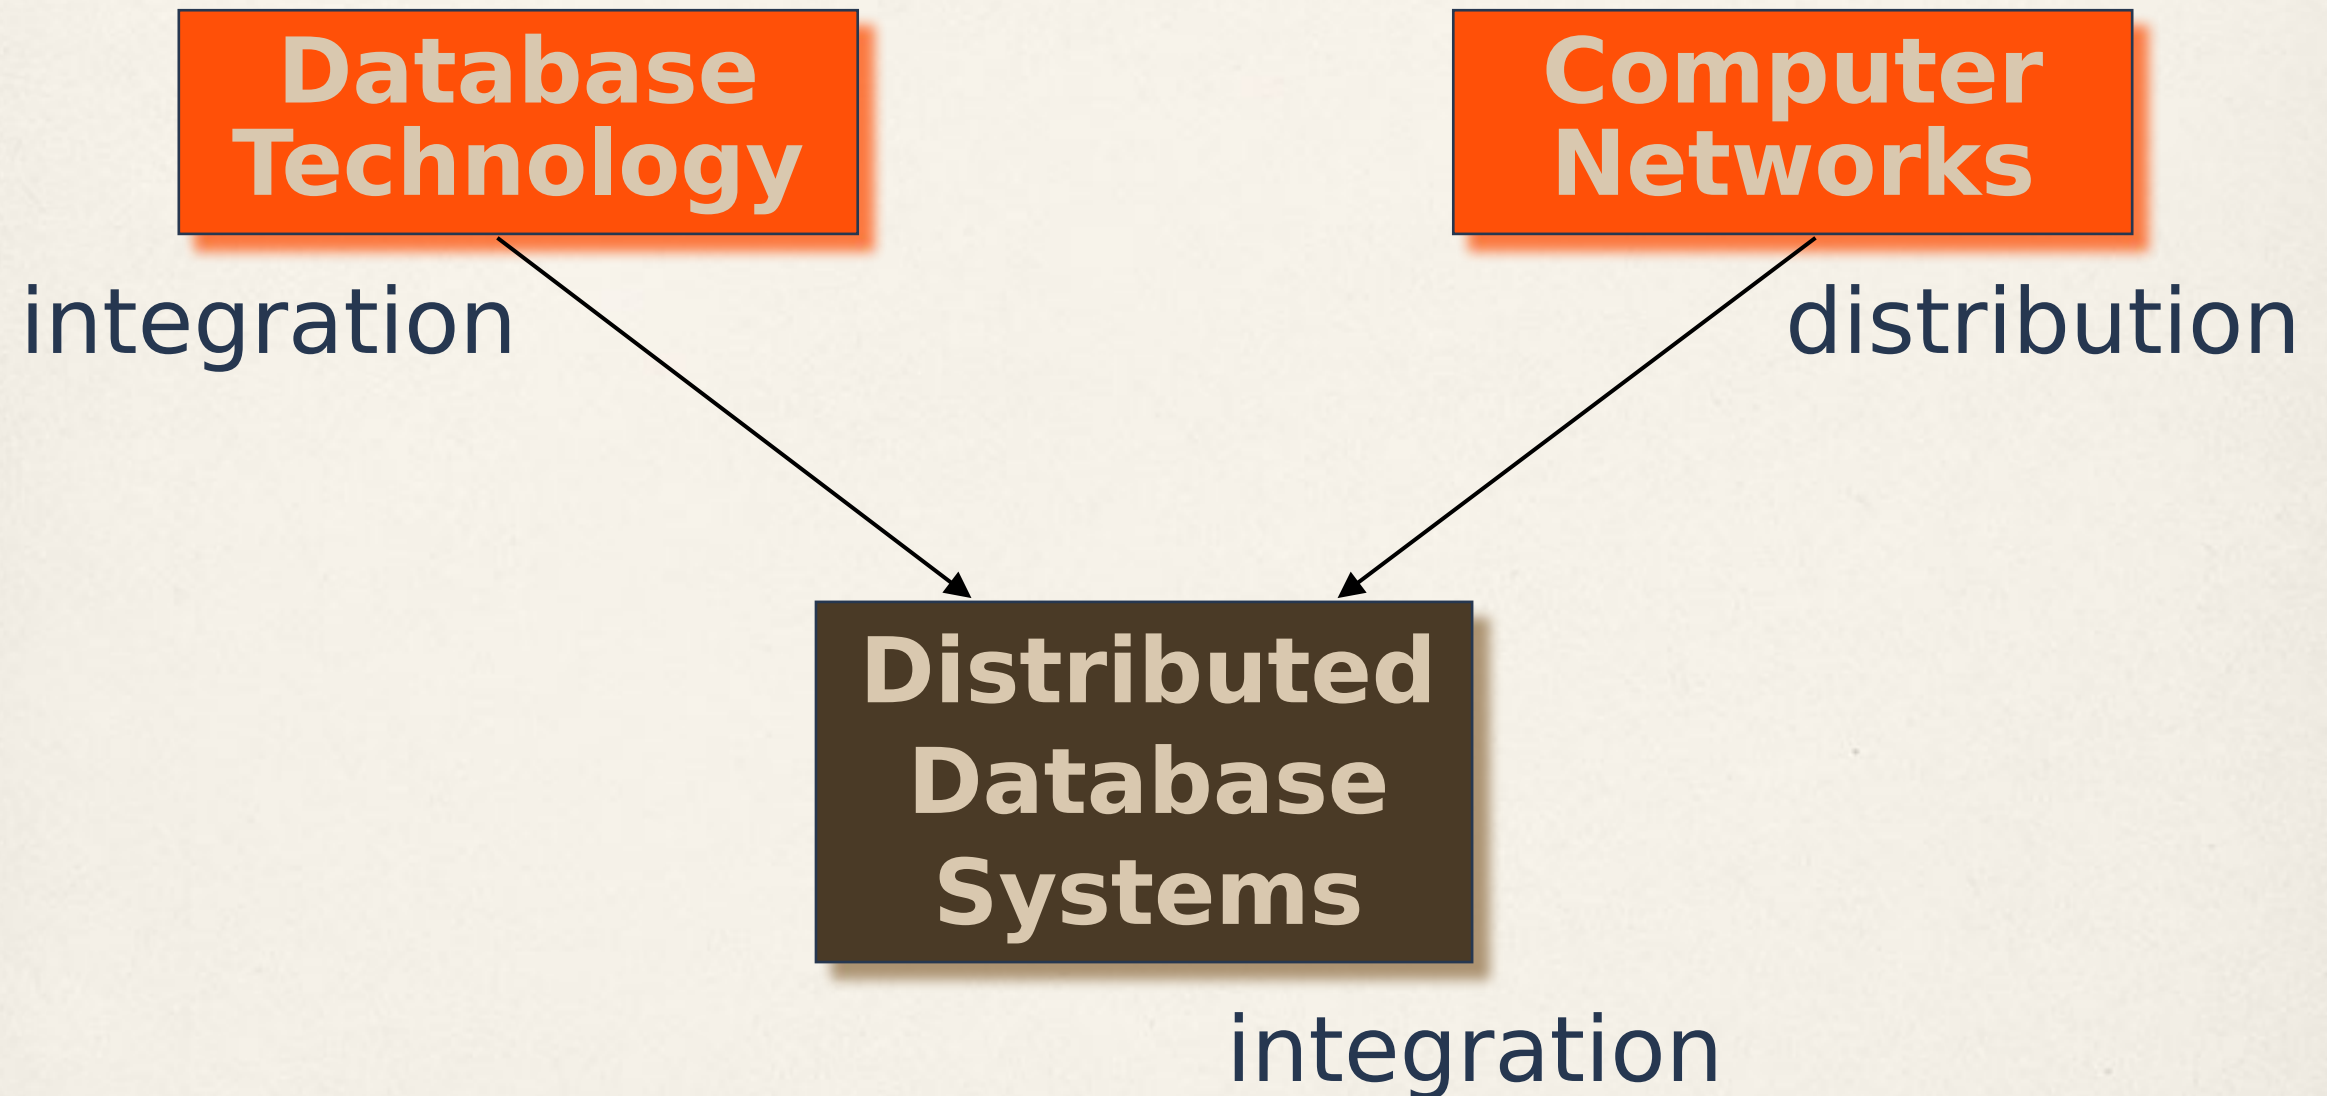 Database
Technology
Computer
Networks
integration
distribution
Distributed
Database
Systems
integration